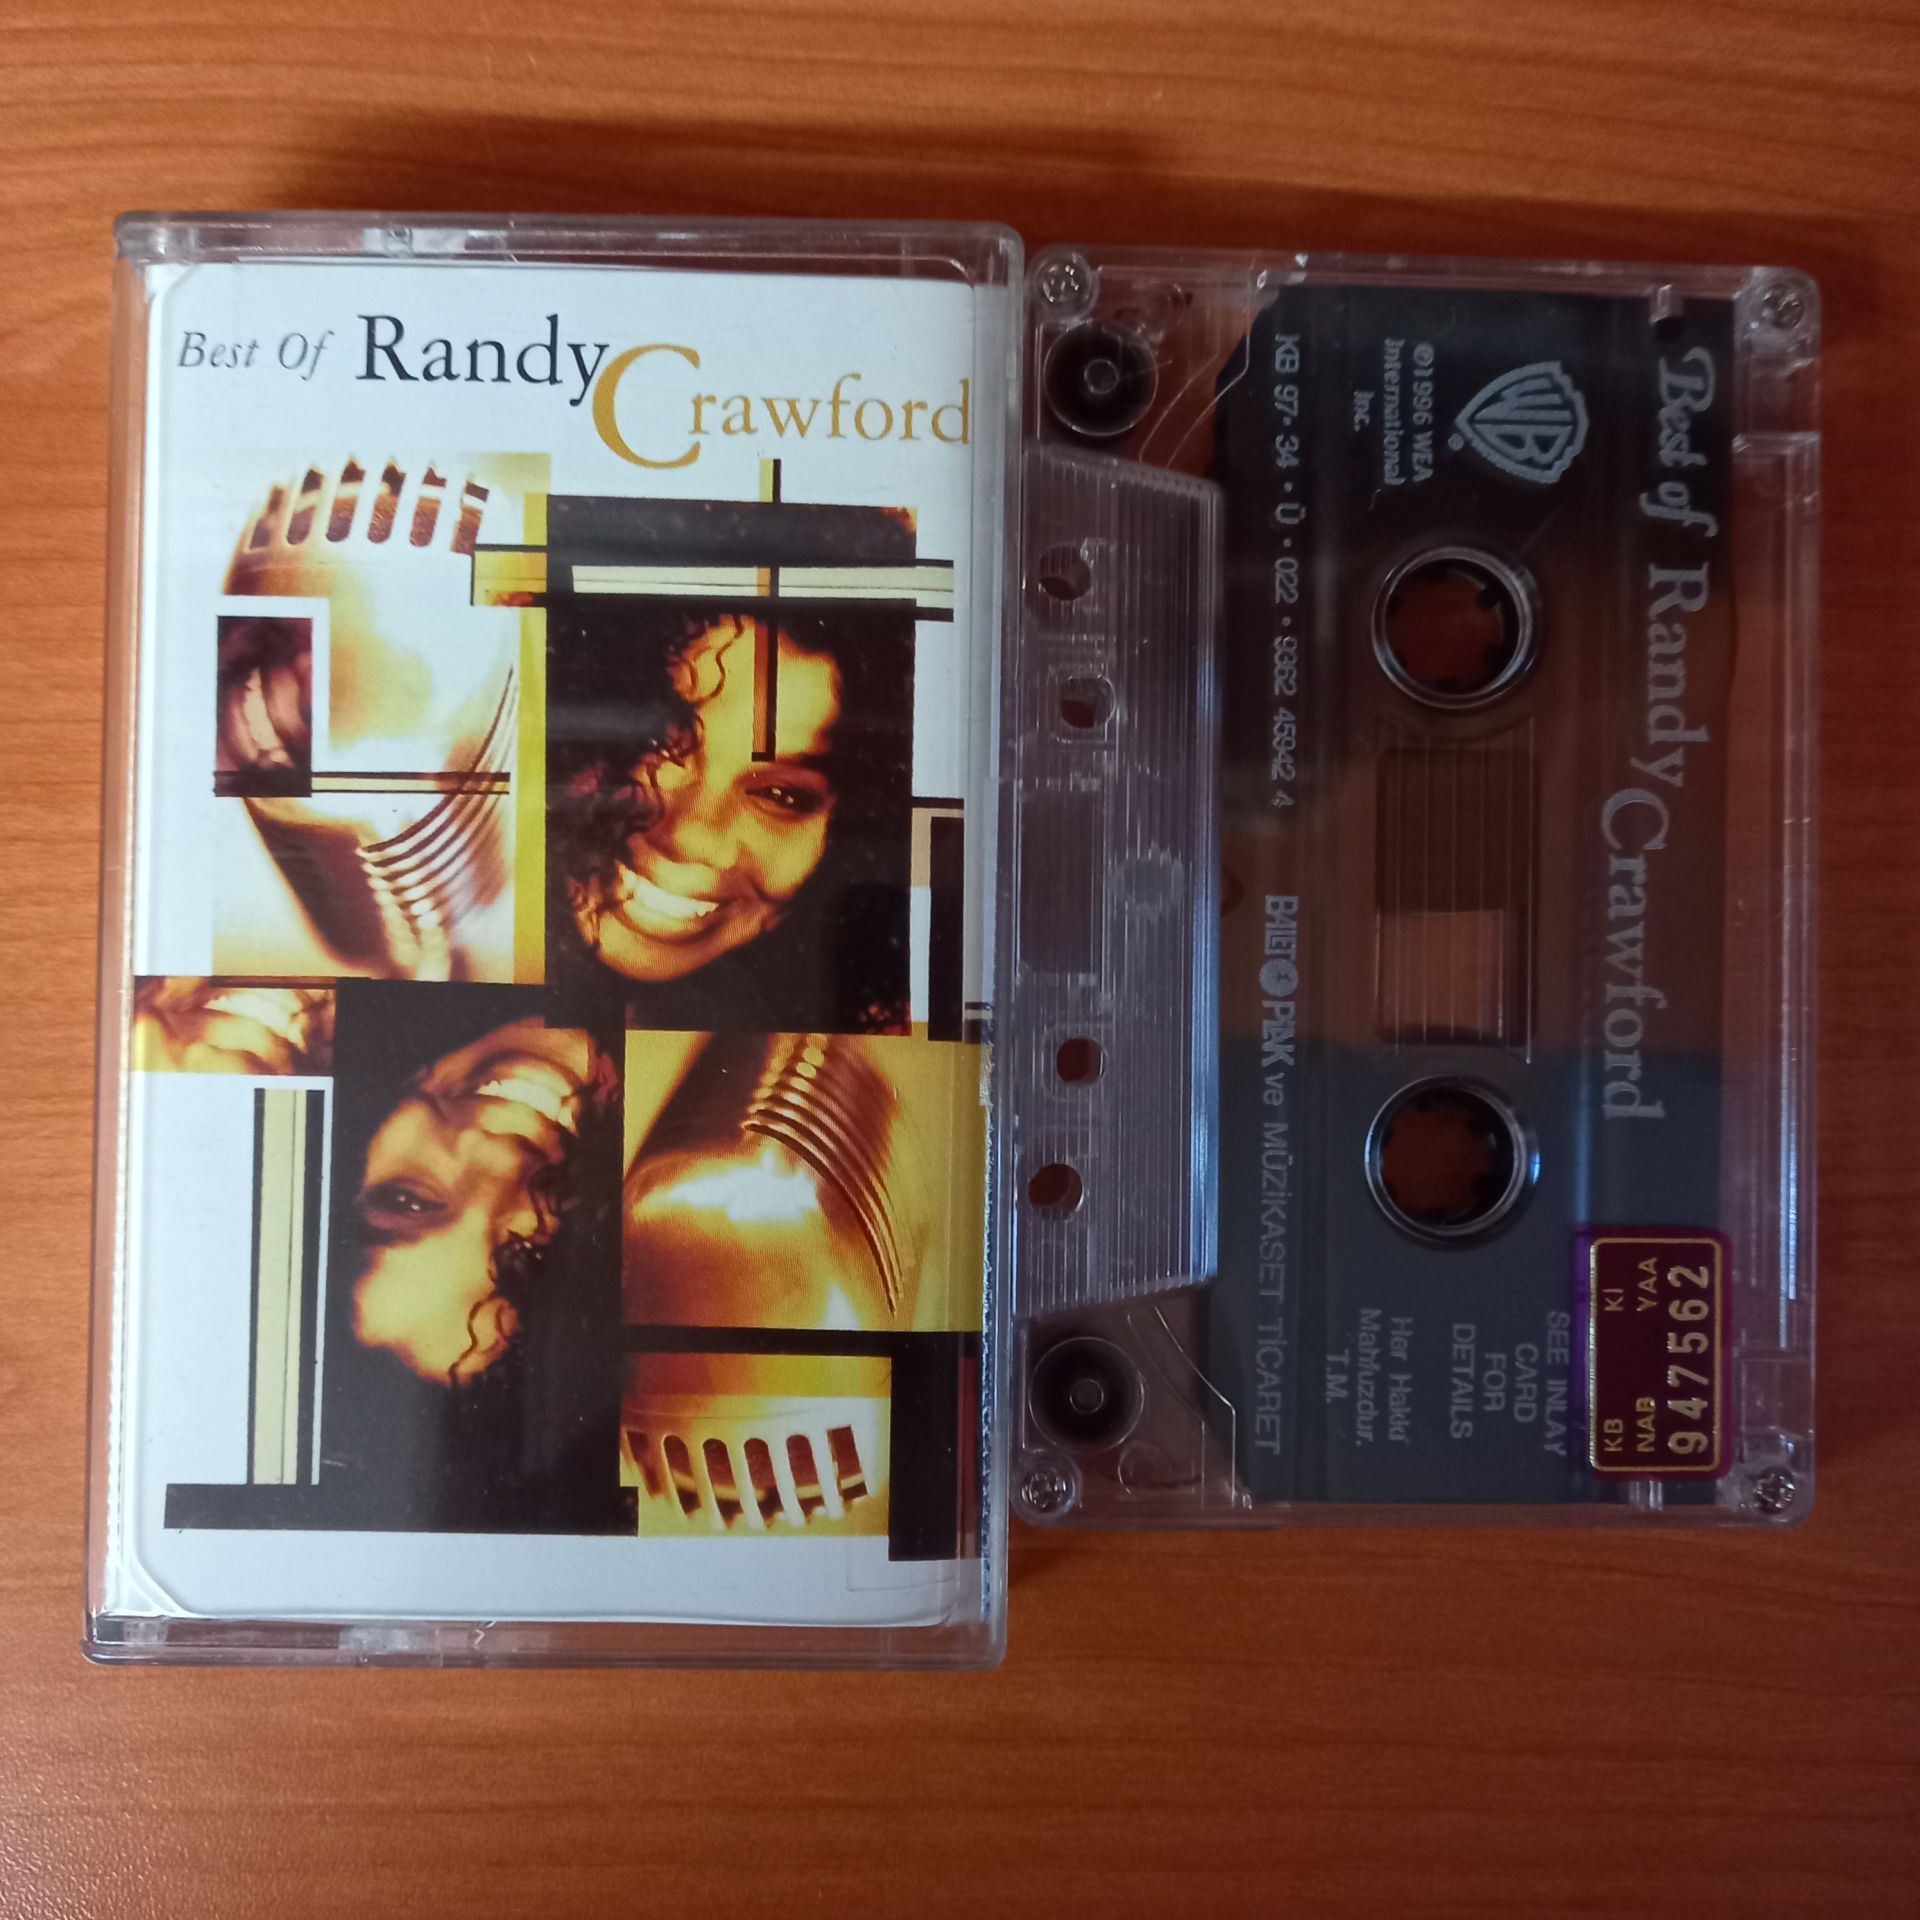 Best Of Randy
Crawford
Best of Randy Crawford
WB
®
℗1996 WEA
International
Inc.
SEE INLAY
CARD
FOR
DETAILS
Her Hakkı
Mahfuzdur.
T.M.
KB 97 • 34 • Ü • 022 • 9362 45942 4
BALET PLAK ve MÜZİKASET TİCARET
KB Kİ
NAB YAA
947562